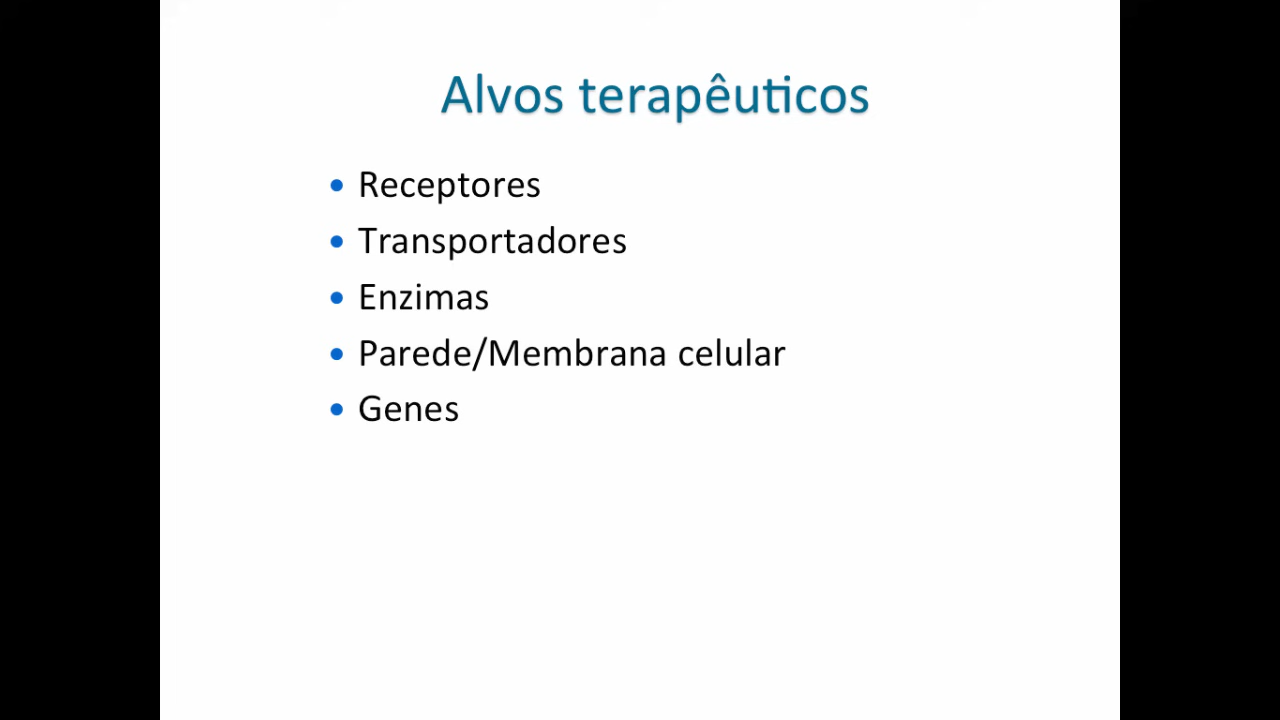 Alvos terapêuticos
• Receptores
• Transportadores
• Enzimas
• Parede/Membrana celular
• Genes